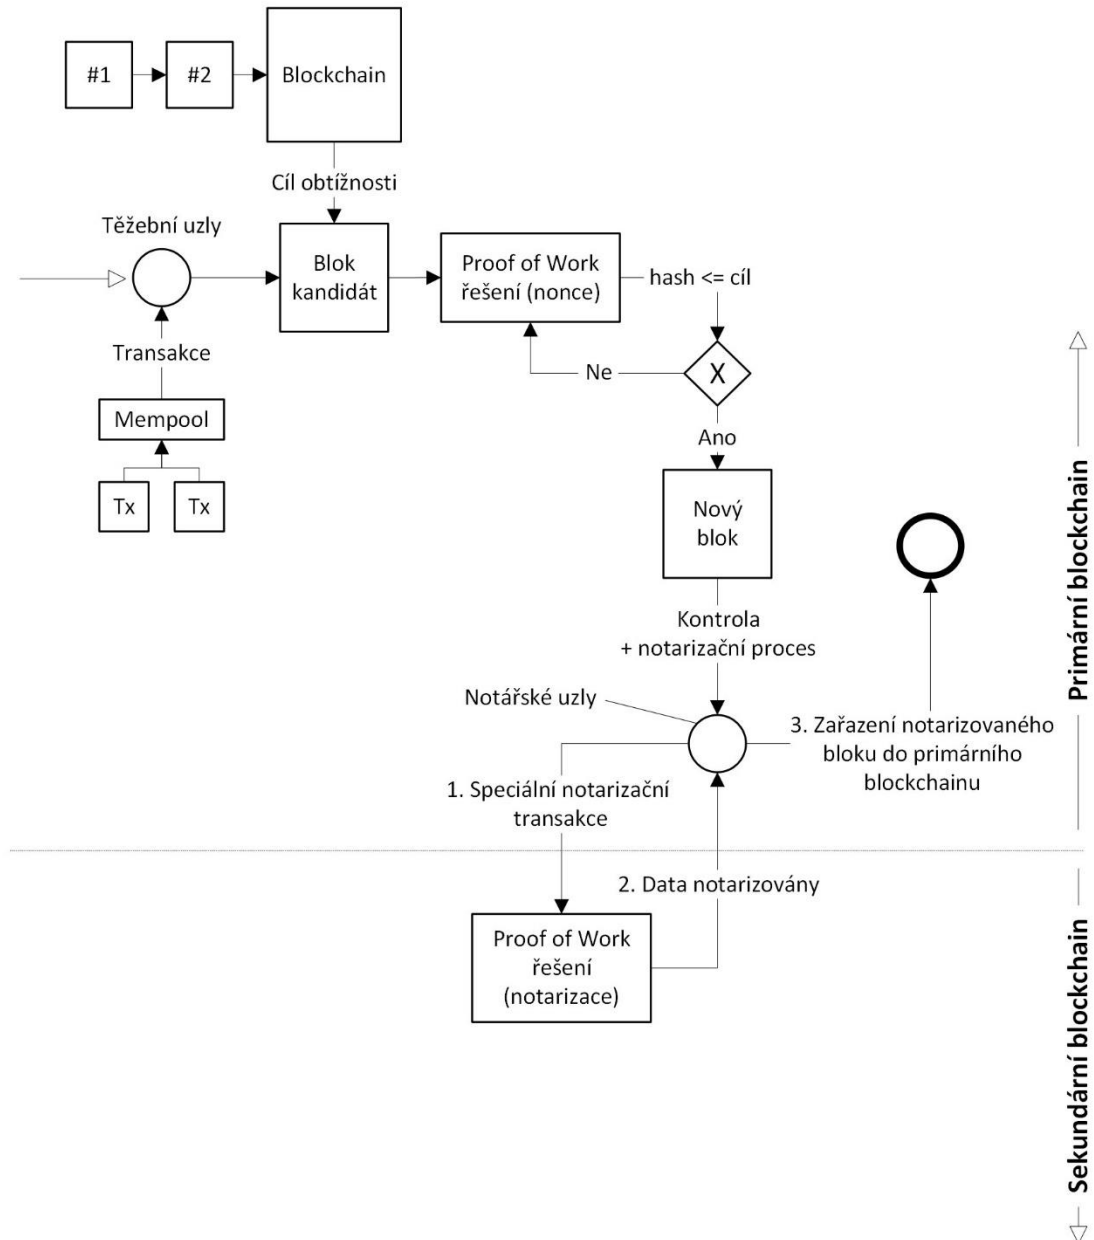 #1
#2
Blockchain
Cíl obtížnosti
Těžební uzly
Blok
kandidát
Proof of Work
řešení (nonce)
hash <= cíl
X
Ne
Ano
Transakce
Mempool
Tx
Tx
Nový
blok
Kontrola
+ notarizační proces
Notářské uzly
1. Speciální notarizační
transakce
2. Data notarizovány
3. Zařazení notarizovaného
bloku do primárního
blockchainu
Proof of Work
řešení
(notarizace)
Primární blockchain
Sekundární blockchain